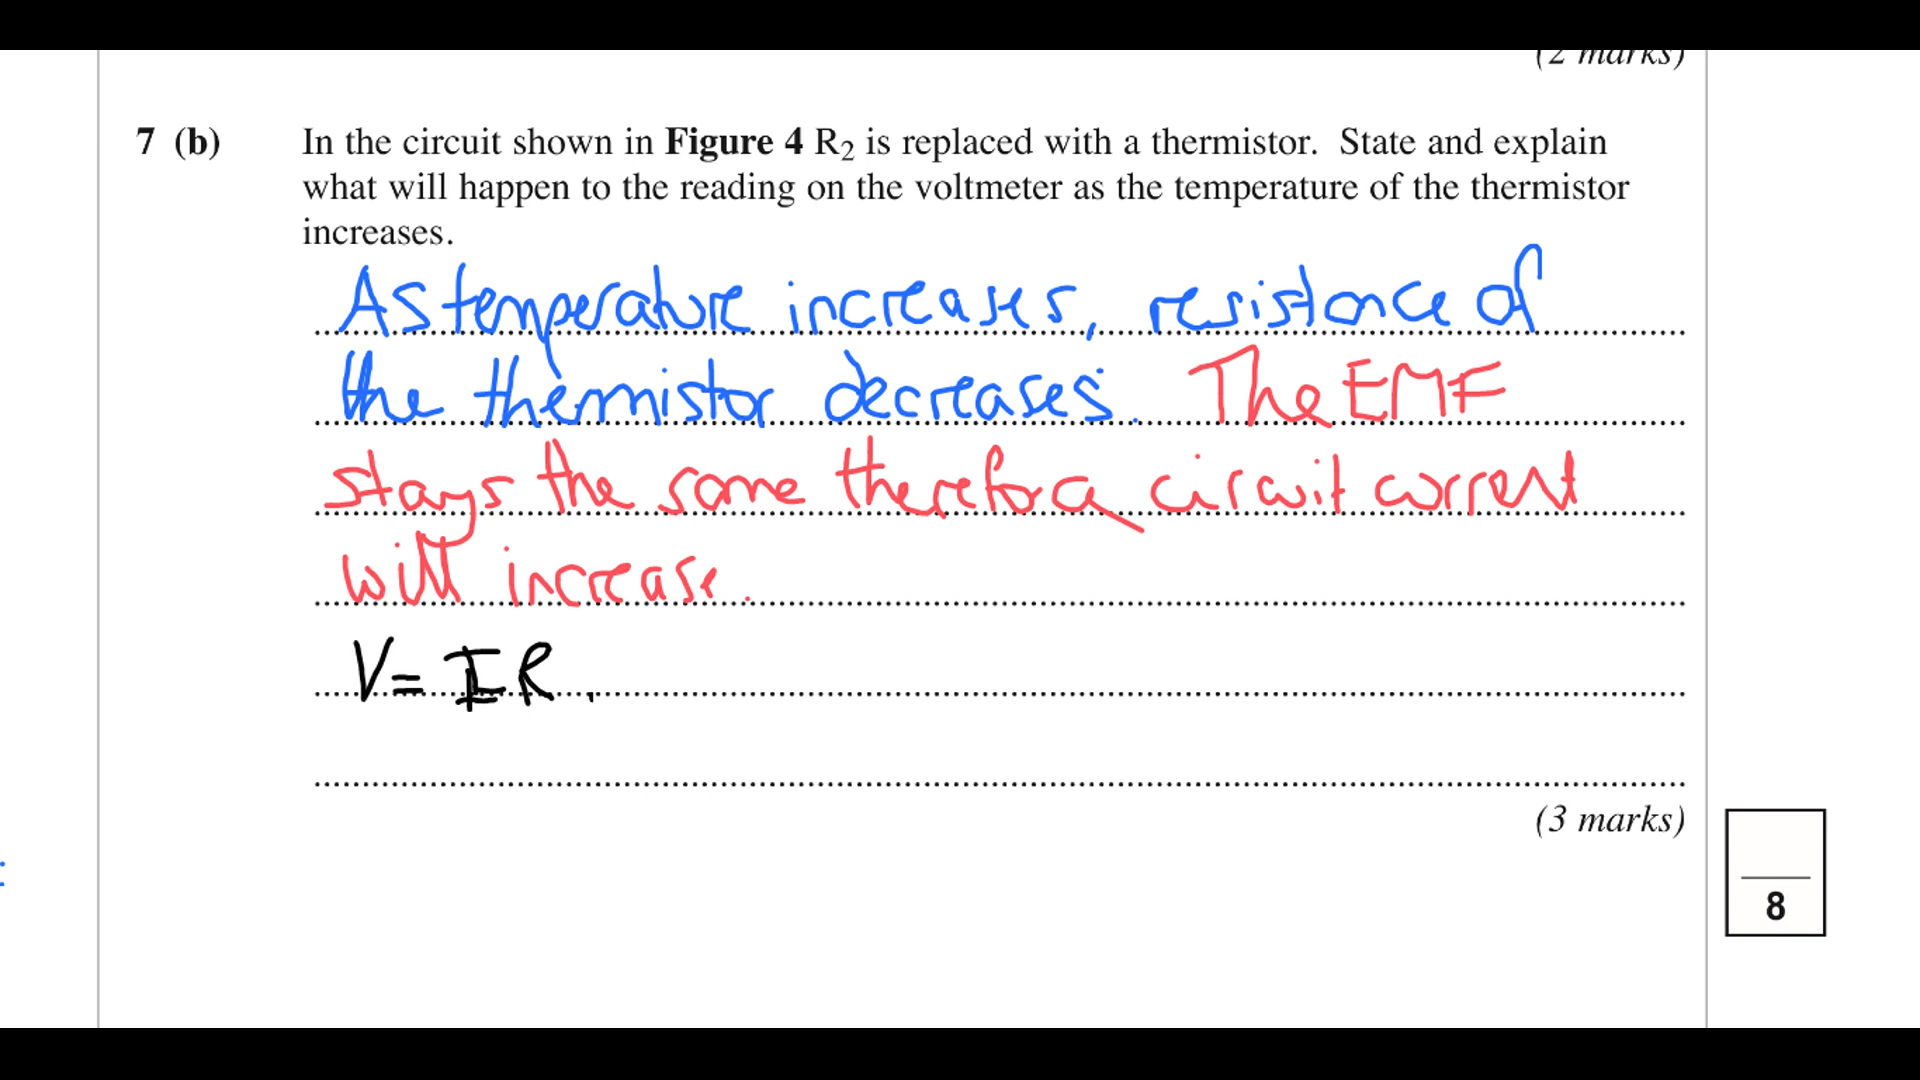 (2 marks)
7 (b) In the circuit shown in Figure 4 R2 is replaced with a thermistor. State and explain
what will happen to the reading on the voltmeter as the temperature of the thermistor
increases.
As temperature increases, resistance of
the thermistor decreases. The EMF
stays the same therefore circuit current
will increase.
V = IR.
(3 marks)
8